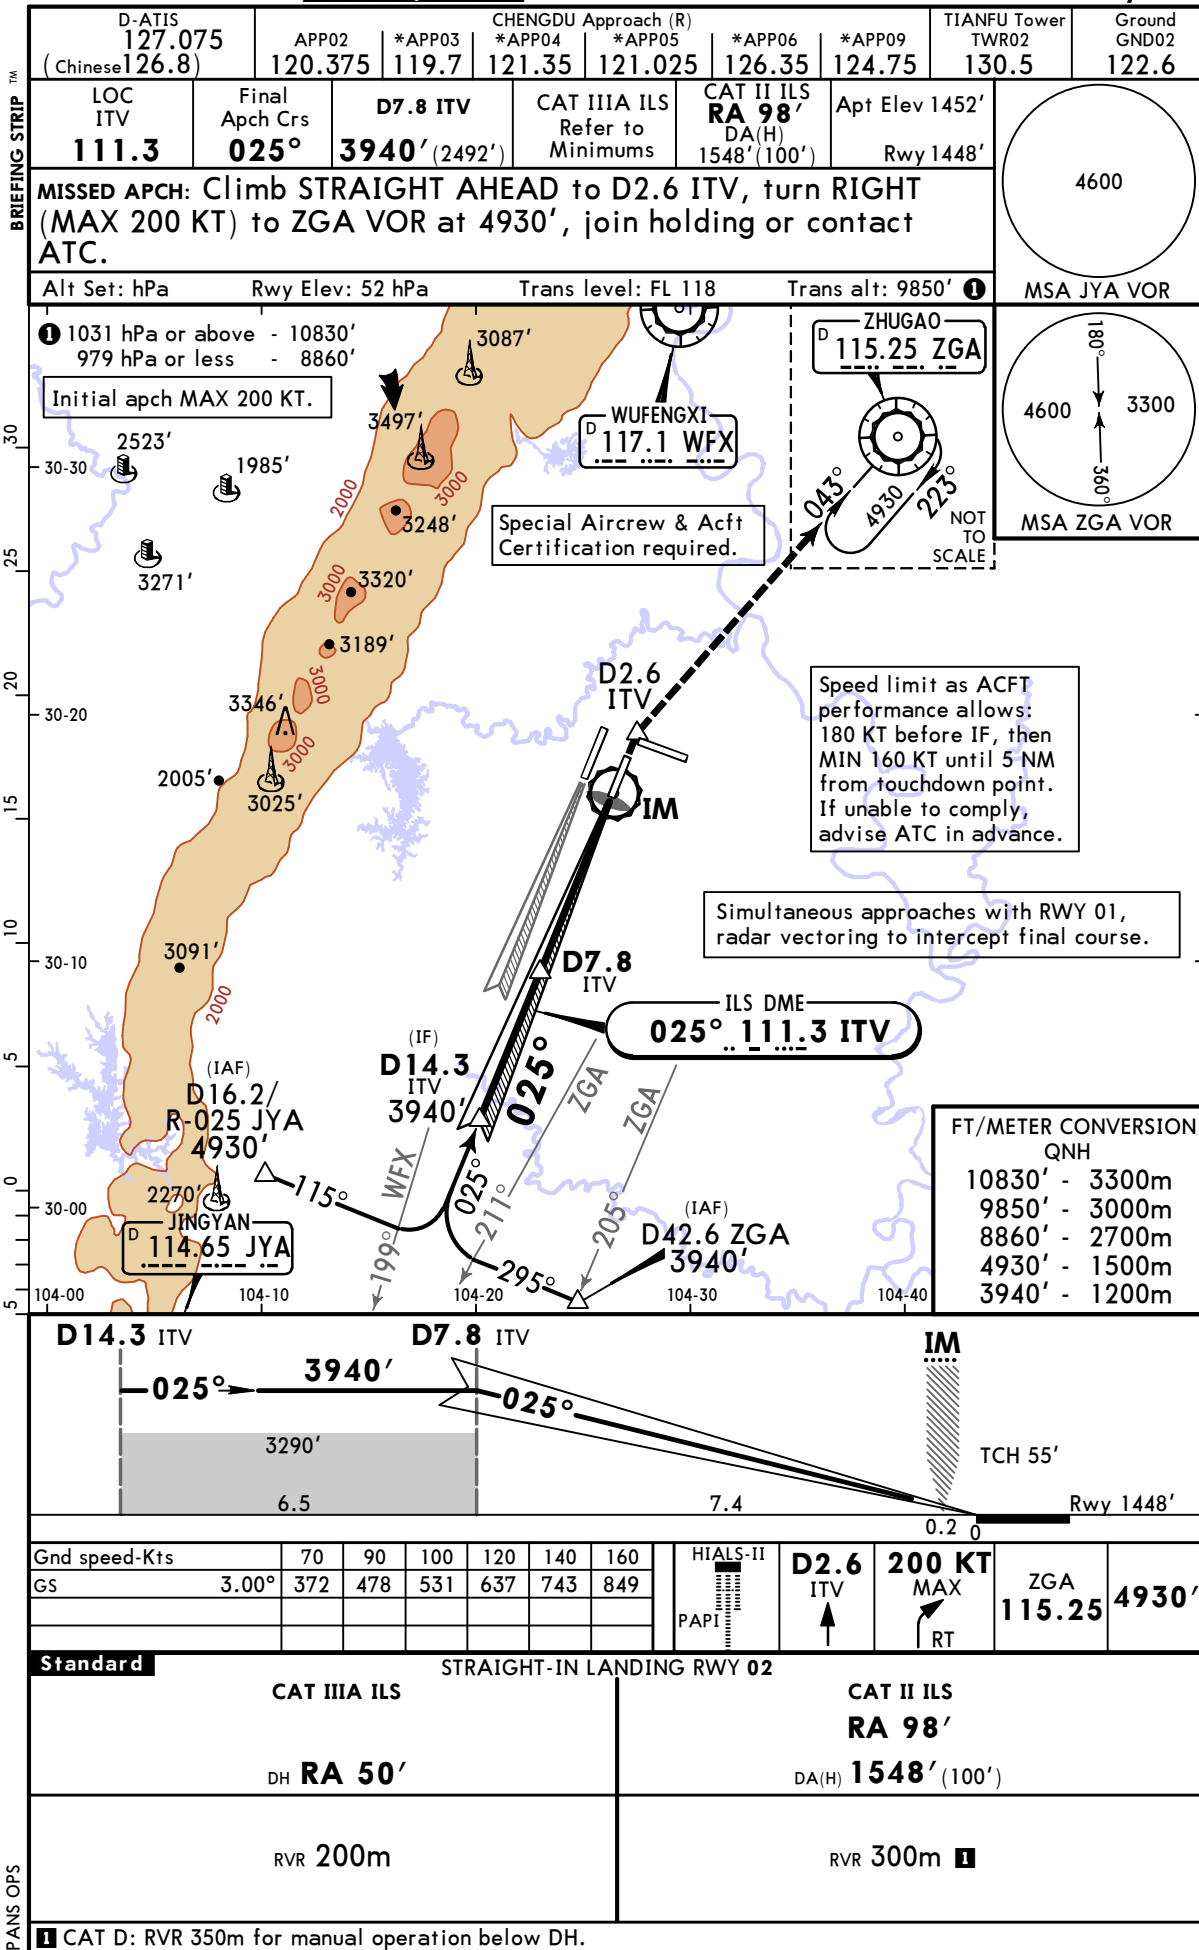 BRIEFING STRIP TM
D-ATIS
127.075
(Chinese 126.8)
CHENGDU Approach (R)
APP02 *APP03 *APP04 *APP05 *APP06 *APP09
120.375 119.7 121.35 121.025 126.35 124.75
TIANFU Tower
TWR02
130.5
Ground
GND02
122.6
LOC
ITV
111.3
Final
Apch Crs
025°
D7.8 ITV
3940' (2492')
CAT IIIA ILS
Refer to
Minimums
CAT II ILS
RA 98'
DA(H)
1548' (100')
Apt Elev 1452'
Rwy 1448'
MISSED APCH: Climb STRAIGHT AHEAD to D2.6 ITV, turn RIGHT
(MAX 200 KT) to ZGA VOR at 4930', join holding or contact
ATC.
Alt Set: hPa Rwy Elev: 52 hPa Trans level: FL 118 Trans alt: 9850' 1
4600
MSA JYA VOR
180°
4600 3300
360°
MSA ZGA VOR
1 1031 hPa or above - 10830'
979 hPa or less - 8860'
Initial apch MAX 200 KT.
3087'
3497'
2523'
1985'
3271'
3248'
3320'
3189'
3346'
2005'
3025'
3091'
2270'
2000
3000
3000
3000
3000
2000
WUFENGXI
D 117.1 WFX
ZHUGAO
D 115.25 ZGA
043°
4930
223°
NOT
TO
SCALE
Special Aircrew & Acft
Certification required.
D2.6
ITV
IM
Speed limit as ACFT
performance allows:
180 KT before IF, then
MIN 160 KT until 5 NM
from touchdown point.
If unable to comply,
advise ATC in advance.
Simultaneous approaches with RWY 01,
radar vectoring to intercept final course.
D7.8
ITV
ILS DME
025° 111.3 ITV
(IF)
D14.3
ITV
3940'
025°
(IAF)
D16.2/
R-025 JYA
4930'
115°
025°
WFX
199°
ZGA
211°
ZGA
205°
295°
(IAF)
D42.6 ZGA
3940'
JINGYAN
D 114.65 JYA
30
25
20
15
10
5
0
5
30-30
30-20
30-10
30-00
104-00 104-10 104-20 104-30 104-40
FT/METER CONVERSION
QNH
10830' - 3300m
9850' - 3000m
8860' - 2700m
4930' - 1500m
3940' - 1200m
D14.3 ITV
D7.8 ITV
IM
025°
3940'
025°
3290'
TCH 55'
6.5
7.4
Rwy 1448'
0.2 0
Gnd speed-Kts 70 90 100 120 140 160
GS 3.00° 372 478 531 637 743 849
HIALS-II
PAPI
D2.6
ITV
200 KT
MAX
RT
ZGA
115.25
4930'
Standard
STRAIGHT-IN LANDING RWY 02
CAT IIIA ILS
DH RA 50'
RVR 200m
CAT II ILS
RA 98'
DA(H) 1548' (100')
RVR 300m 1
PANS OPS
1 CAT D: RVR 350m for manual operation below DH.